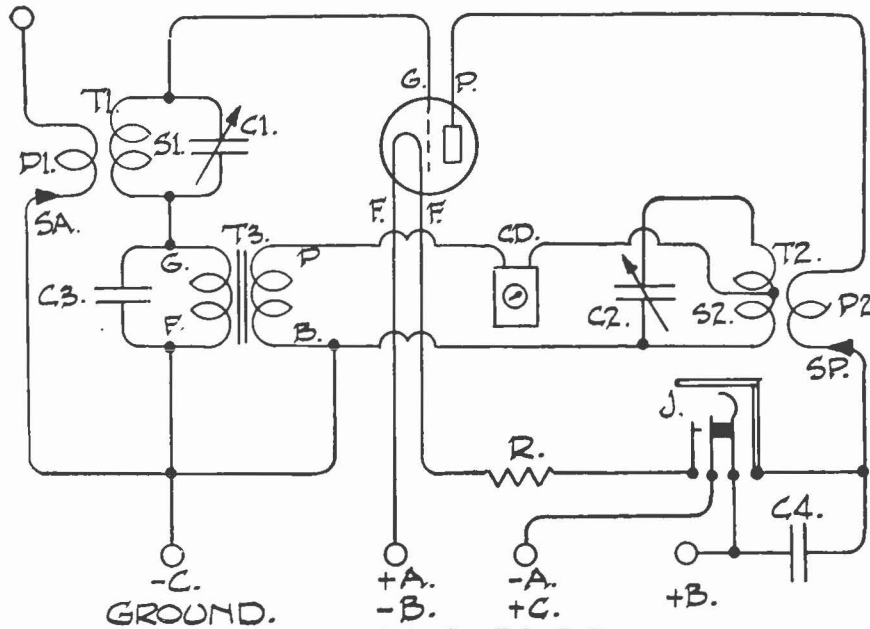 G. P.
T1.
C1.
S1.
P1.
SA.
F. F.
T3.
G.
P
CD.
T2.
C3.
C2.
S2.
P2
F.
B.
SP.
J.
R.
C4.
-C. +A. -A. +B.
GROUND. -B. +C.